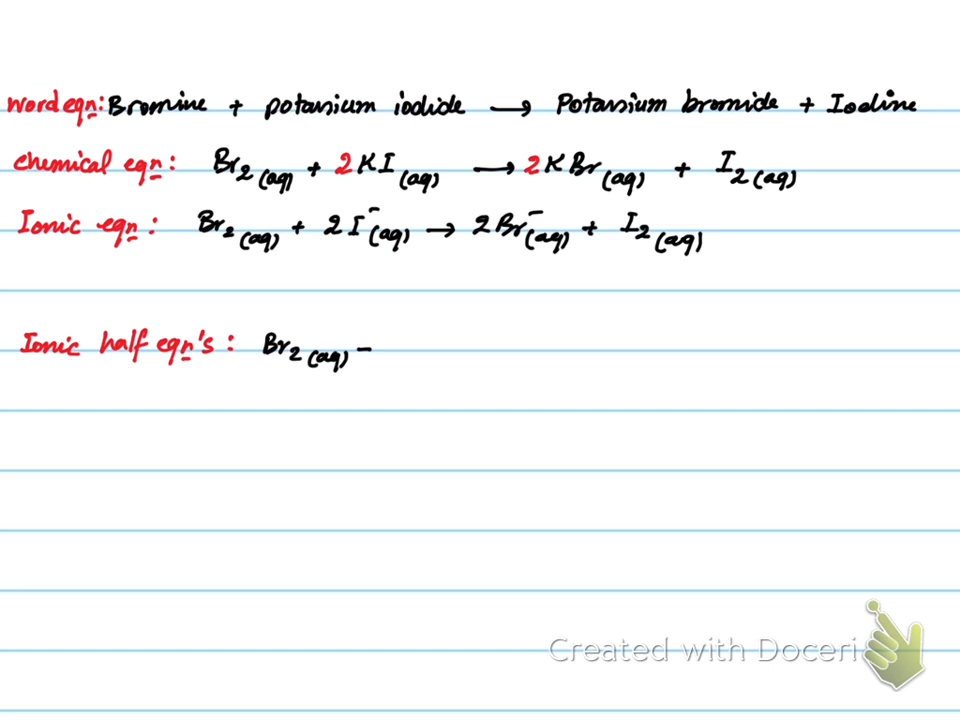 Word eqn: Bromine + potassium iodide → Potassium bromide + Iodine
Chemical eqn: Br₂(aq) + 2KI(aq) → 2KBr(aq) + I₂(aq)
Ionic eqn: Br₂(aq) + 2I⁻(aq) → 2Br⁻(aq) + I₂(aq)
Ionic half eqn's: Br₂(aq) –
Created with Doceri